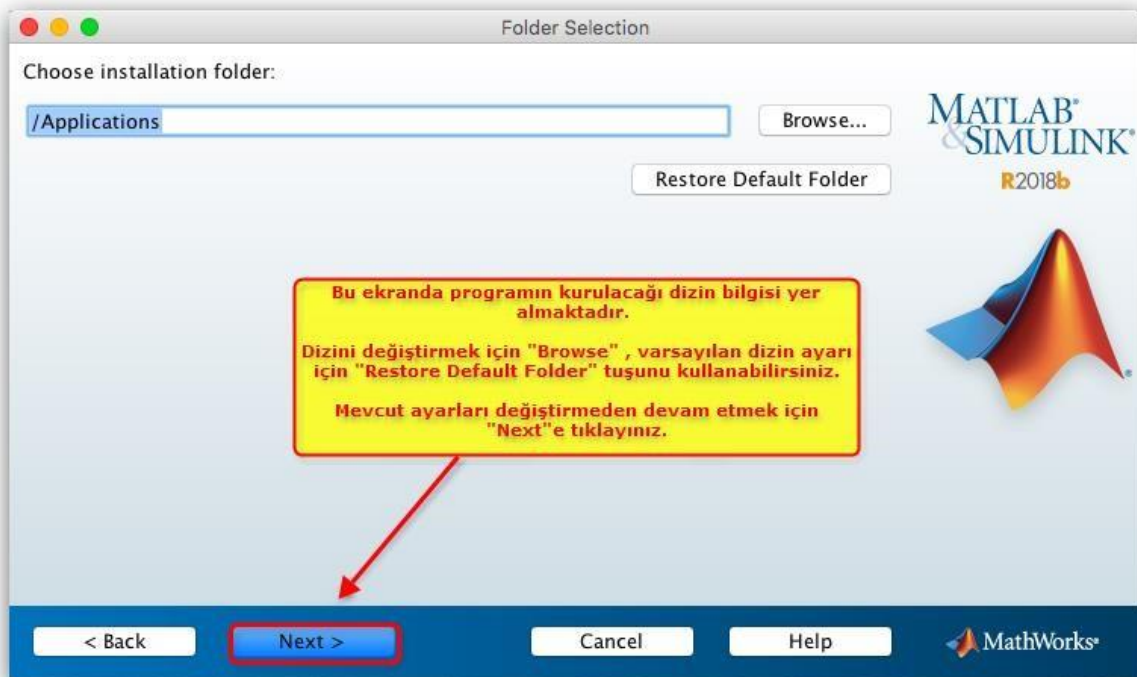 Folder Selection
Choose installation folder:
/Applications
Browse...
Restore Default Folder
MATLAB®
&SIMULINK®
R2018b
Bu ekranda programın kurulacağı dizin bilgisi yer
almaktadır.
Dizini değiştirmek için "Browse" , varsayılan dizin ayarı
için "Restore Default Folder" tuşunu kullanabilirsiniz.
Mevcut ayarları değiştirmeden devam etmek için
"Next"e tıklayınız.
< Back
Next >
Cancel
Help
MathWorks®